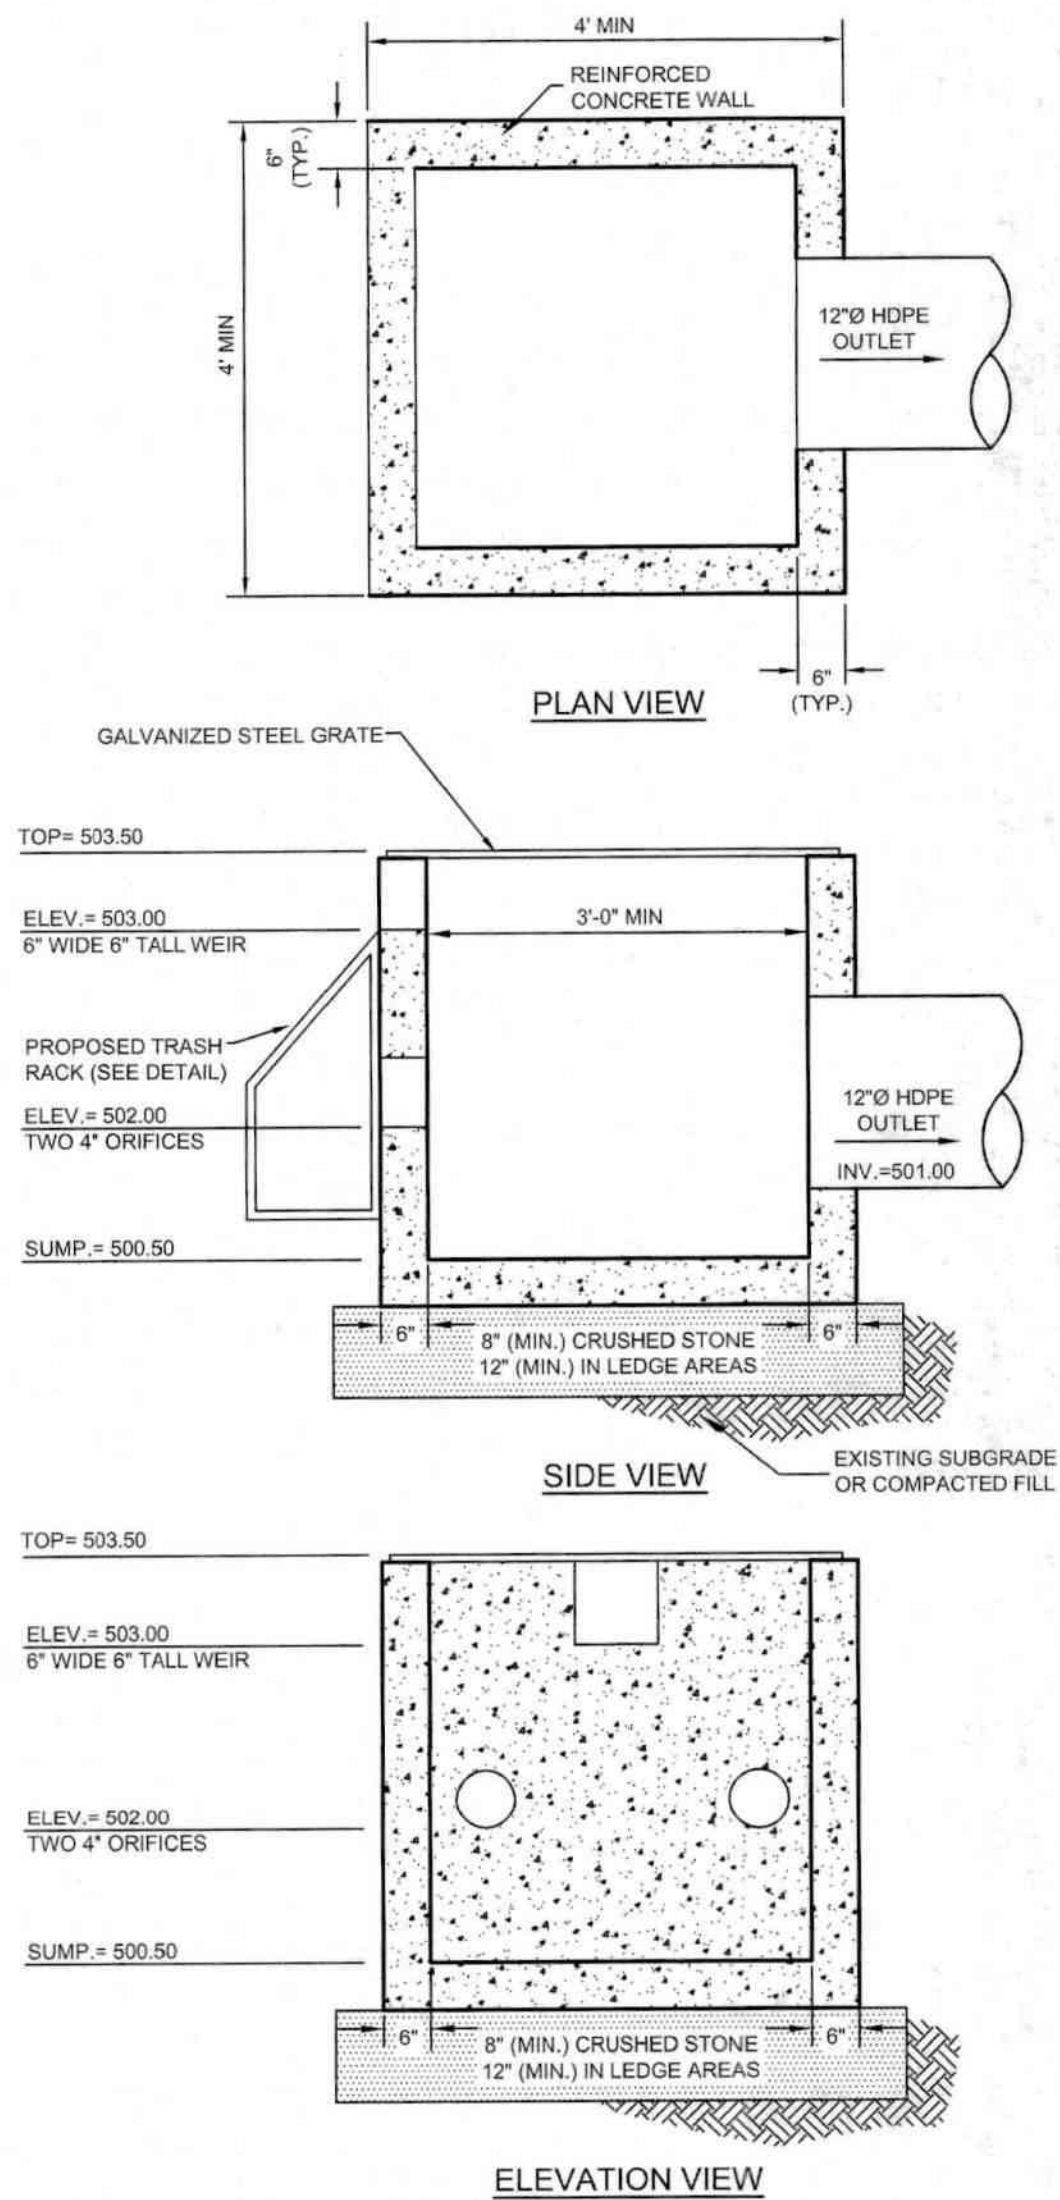 4' MIN
REINFORCED
CONCRETE WALL
6"
(TYP.)
4' MIN
12"Ø HDPE
OUTLET
6"
(TYP.)
PLAN VIEW
GALVANIZED STEEL GRATE
TOP= 503.50
ELEV.= 503.00
6" WIDE 6" TALL WEIR
3'-0" MIN
PROPOSED TRASH
RACK (SEE DETAIL)
ELEV.= 502.00
TWO 4" ORIFICES
12"Ø HDPE
OUTLET
INV.=501.00
SUMP.= 500.50
6"
8" (MIN.) CRUSHED STONE
12" (MIN.) IN LEDGE AREAS
6"
SIDE VIEW
EXISTING SUBGRADE
OR COMPACTED FILL
TOP= 503.50
ELEV.= 503.00
6" WIDE 6" TALL WEIR
ELEV.= 502.00
TWO 4" ORIFICES
SUMP.= 500.50
6"
8" (MIN.) CRUSHED STONE
12" (MIN.) IN LEDGE AREAS
6"
ELEVATION VIEW